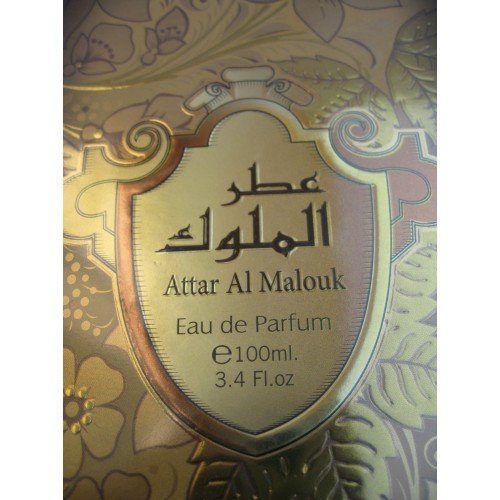 عطر
الملوك
Attar Al Malouk
Eau de Parfum
℮100ml.
3.4 Fl.oz